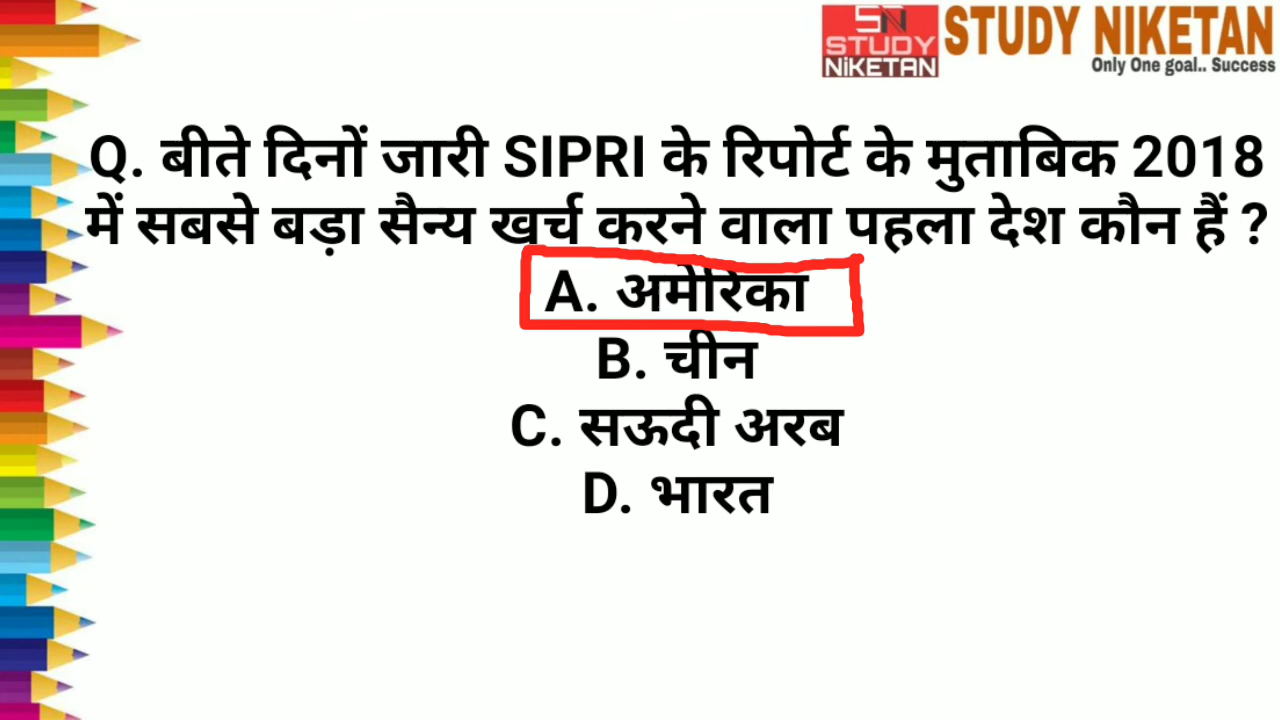 SN
STUDY
NiKETAN
STUDY NIKETAN
Only One goal.. Success
Q. बीते दिनों जारी SIPRI के रिपोर्ट के मुताबिक 2018
में सबसे बड़ा सैन्य खर्च करने वाला पहला देश कौन हैं ?
A. अमेरिका
B. चीन
C. सऊदी अरब
D. भारत